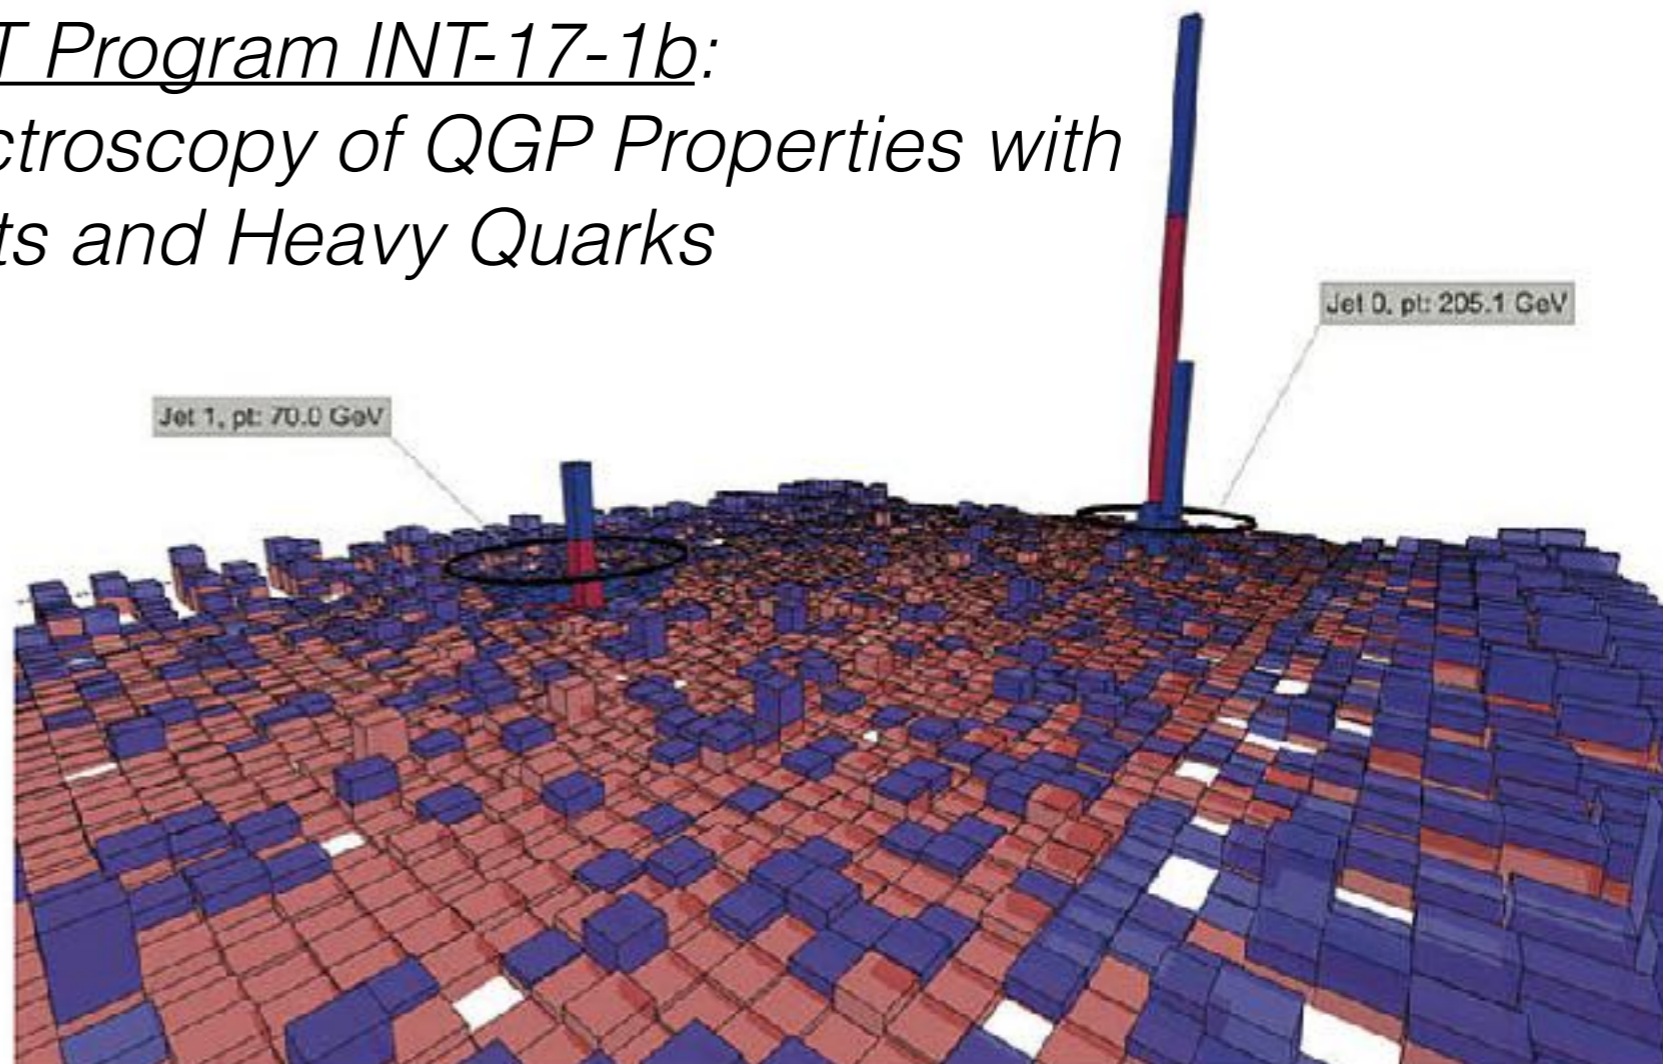 T Program INT-17-1b:
ctroscopy of QGP Properties with
ts and Heavy Quarks
Jet 0, pt: 205.1 GeV
Jet 1, pt: 70.0 GeV